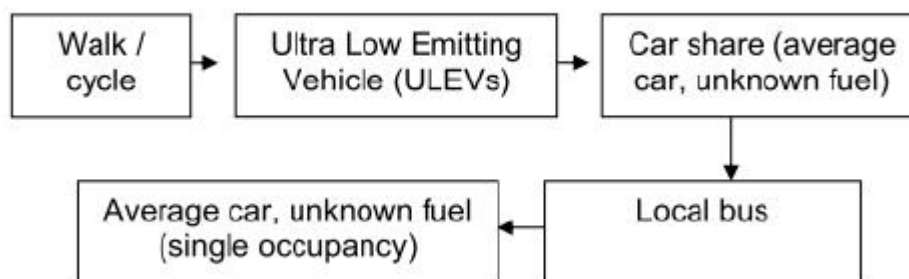 Walk /
cycle
Ultra Low Emitting
Vehicle (ULEVs)
Car share (average
car, unknown fuel)
Local bus
Average car, unknown fuel
(single occupancy)